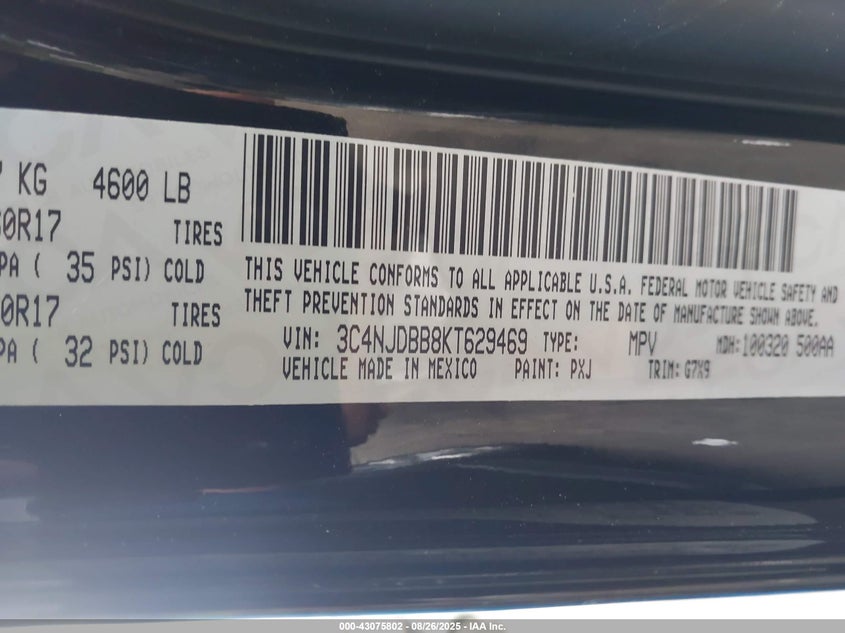 7 KG 4600 LB
60R17 TIRES
PA ( 35 PSI) COLD
0R17 TIRES
PA ( 32 PSI) COLD
THIS VEHICLE CONFORMS TO ALL APPLICABLE U.S.A. FEDERAL MOTOR VEHICLE SAFETY AND
THEFT PREVENTION STANDARDS IN EFFECT ON THE DATE OF MANUFACTURE SHOWN ABOVE.
VIN: 3C4NJDBB8KT629469 TYPE: MPV MDH:100320 500AA
VEHICLE MADE IN MEXICO PAINT: PXJ TRIM: G7X9
000-43075802 - 08/26/2025 - IAA Inc.